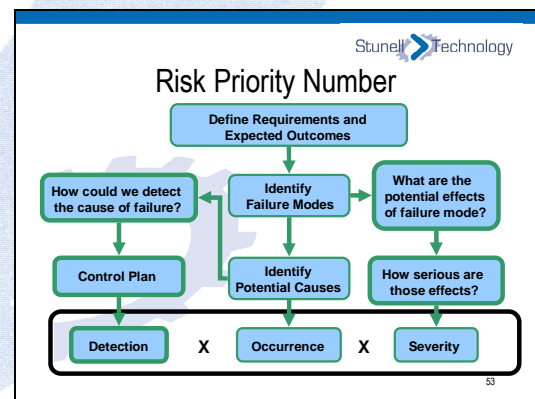 Stunell Technology
Risk Priority Number
Define Requirements and
Expected Outcomes
How could we detect
the cause of failure?
Identify
Failure Modes
What are the
potential effects
of failure mode?
Control Plan
Identify
Potential Causes
How serious are
those effects?
Detection X Occurrence X Severity
53